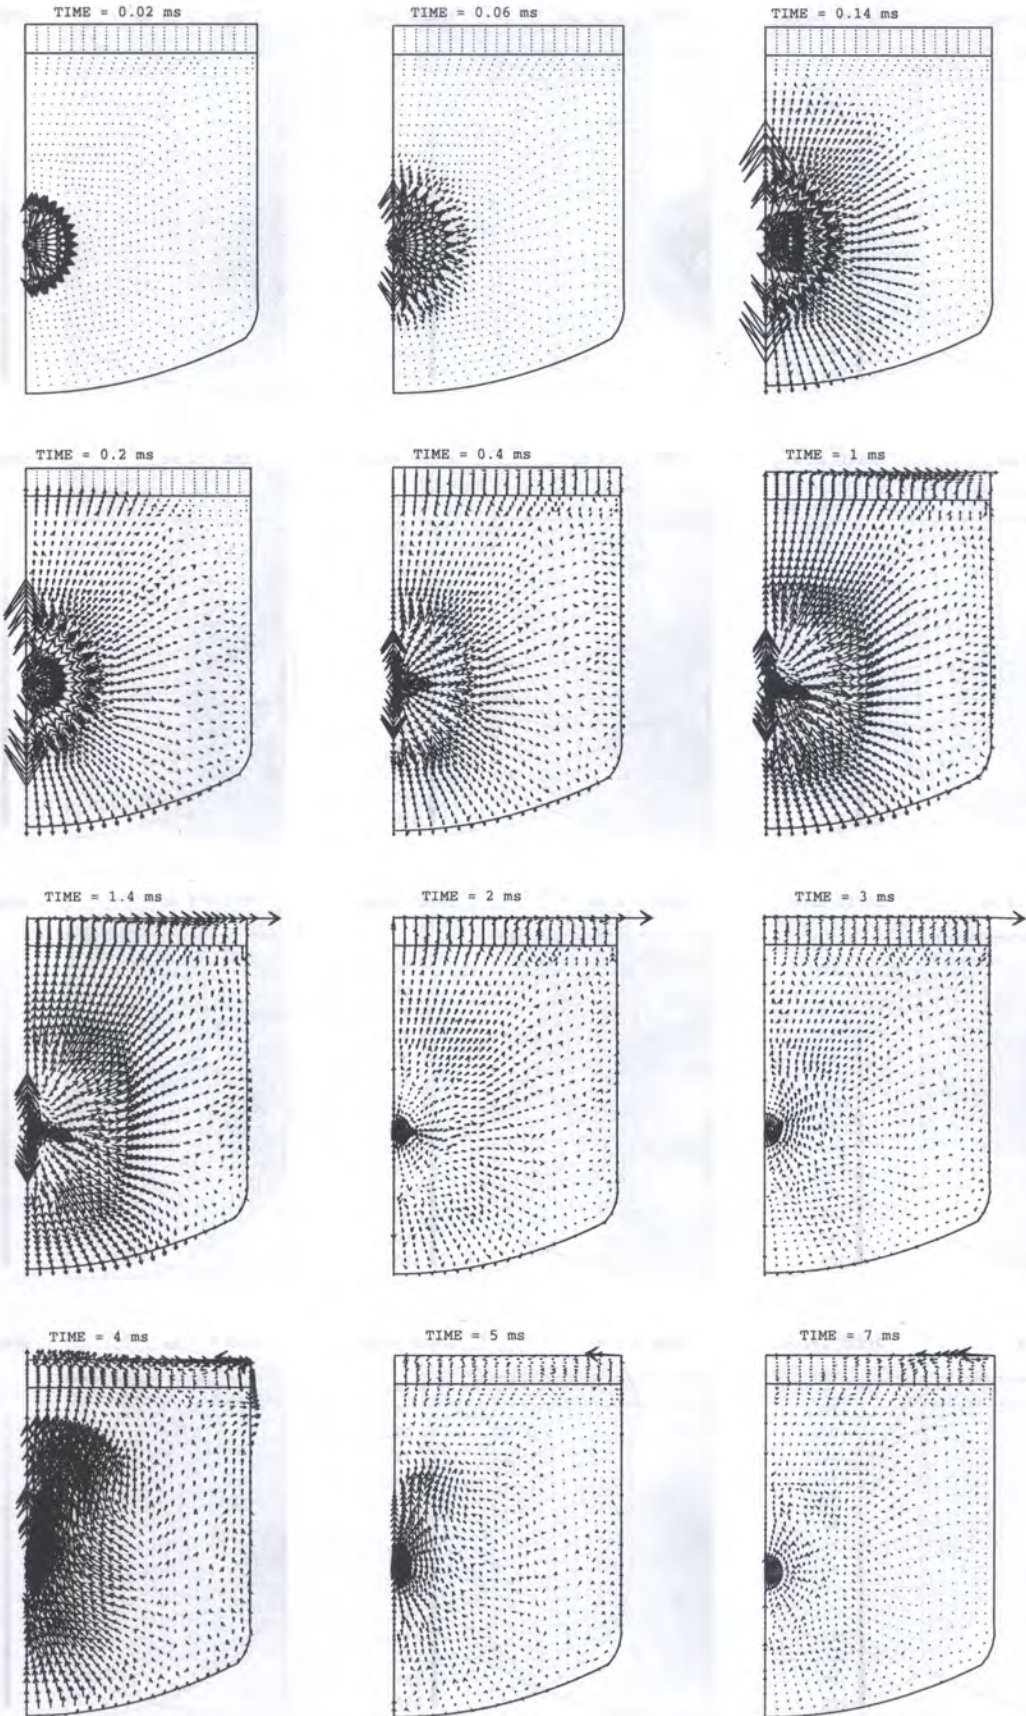 TIME = 0.02 ms
TIME = 0.06 ms
TIME = 0.14 ms
TIME = 0.2 ms
TIME = 0.4 ms
TIME = 1 ms
TIME = 1.4 ms
TIME = 2 ms
TIME = 3 ms
TIME = 4 ms
TIME = 5 ms
TIME = 7 ms